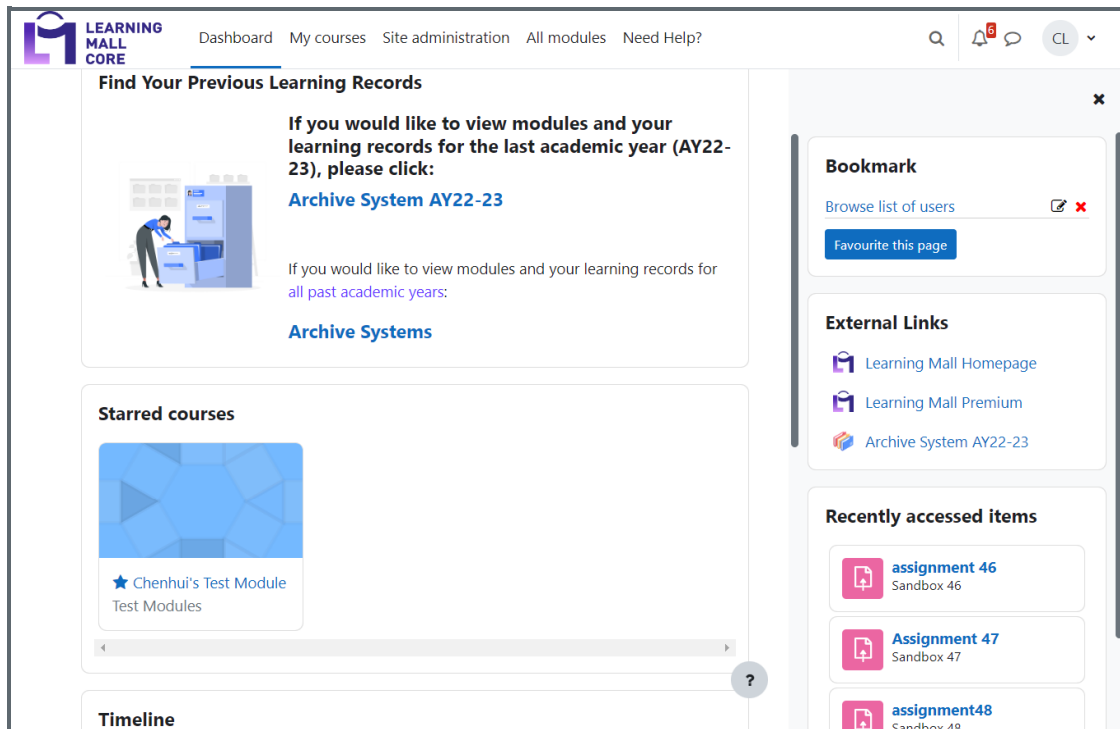 LEARNING
MALL
CORE
Dashboard
My courses
Site administration
All modules
Need Help?
6
CL
Find Your Previous Learning Records
If you would like to view modules and your
learning records for the last academic year (AY22-
23), please click:
Archive System AY22-23
If you would like to view modules and your learning records for
all past academic years:
Archive Systems
Starred courses
Chenhui's Test Module
Test Modules
?
Timeline
Bookmark
Browse list of users
Favourite this page
External Links
Learning Mall Homepage
Learning Mall Premium
Archive System AY22-23
Recently accessed items
assignment 46
Sandbox 46
Assignment 47
Sandbox 47
assignment48
Sandbox 48